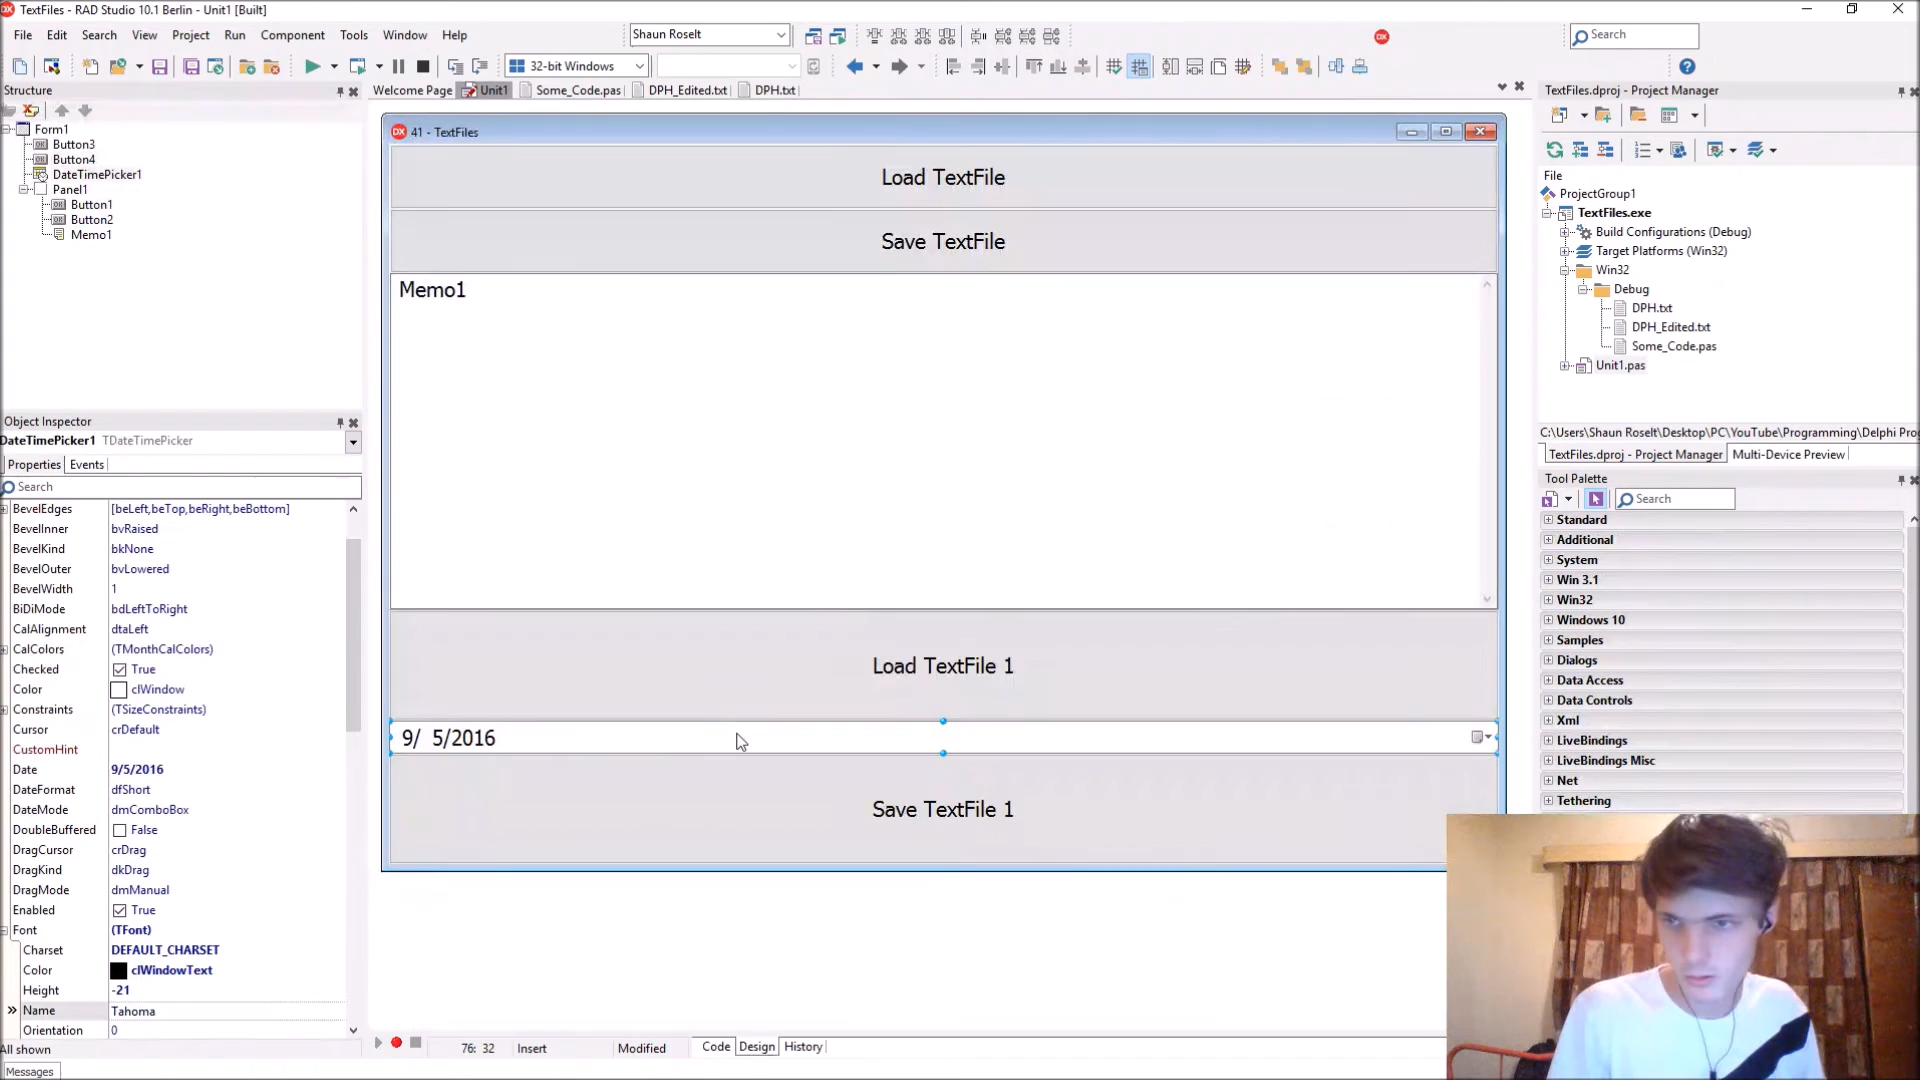 TextFiles - RAD Studio 10.1 Berlin - Unit1 [Built]
File Edit Search View Project Run Component Tools Window Help
Shaun Roselt
Search
32-bit Windows
Structure
Welcome Page Unit1 Some_Code.pas DPH_Edited.txt DPH.txt
Form1
Button3
Button4
DateTimePicker1
Panel1
Button1
Button2
Memo1
Object Inspector
DateTimePicker1 TDateTimePicker
Properties Events
Search
BevelEdges [beLeft,beTop,beRight,beBottom]
BevelInner bvRaised
BevelKind bkNone
BevelOuter bvLowered
BevelWidth 1
BiDiMode bdLeftToRight
CalAlignment dtaLeft
CalColors (TMonthCalColors)
Checked True
Color clWindow
Constraints (TSizeConstraints)
Cursor crDefault
CustomHint
Date 9/5/2016
DateFormat dfShort
DateMode dmComboBox
DoubleBuffered False
DragCursor crDrag
DragKind dkDrag
DragMode dmManual
Enabled True
Font (TFont)
Charset DEFAULT_CHARSET
Color clWindowText
Height -21
Name Tahoma
Orientation 0
All shown
Messages
41 - TextFiles
Load TextFile
Save TextFile
Memo1
Load TextFile 1
9/ 5/2016
Save TextFile 1
76: 32 Insert Modified Code Design History
TextFiles.dproj - Project Manager
File
ProjectGroup1
TextFiles.exe
Build Configurations (Debug)
Target Platforms (Win32)
Win32
Debug
DPH.txt
DPH_Edited.txt
Some_Code.pas
Unit1.pas
C:\Users\Shaun Roselt\Desktop\PC\YouTube\Programming\Delphi Prog
TextFiles.dproj - Project Manager Multi-Device Preview
Tool Palette
Search
Standard
Additional
System
Win 3.1
Win32
Windows 10
Samples
Dialogs
Data Access
Data Controls
Xml
LiveBindings
LiveBindings Misc
Net
Tethering